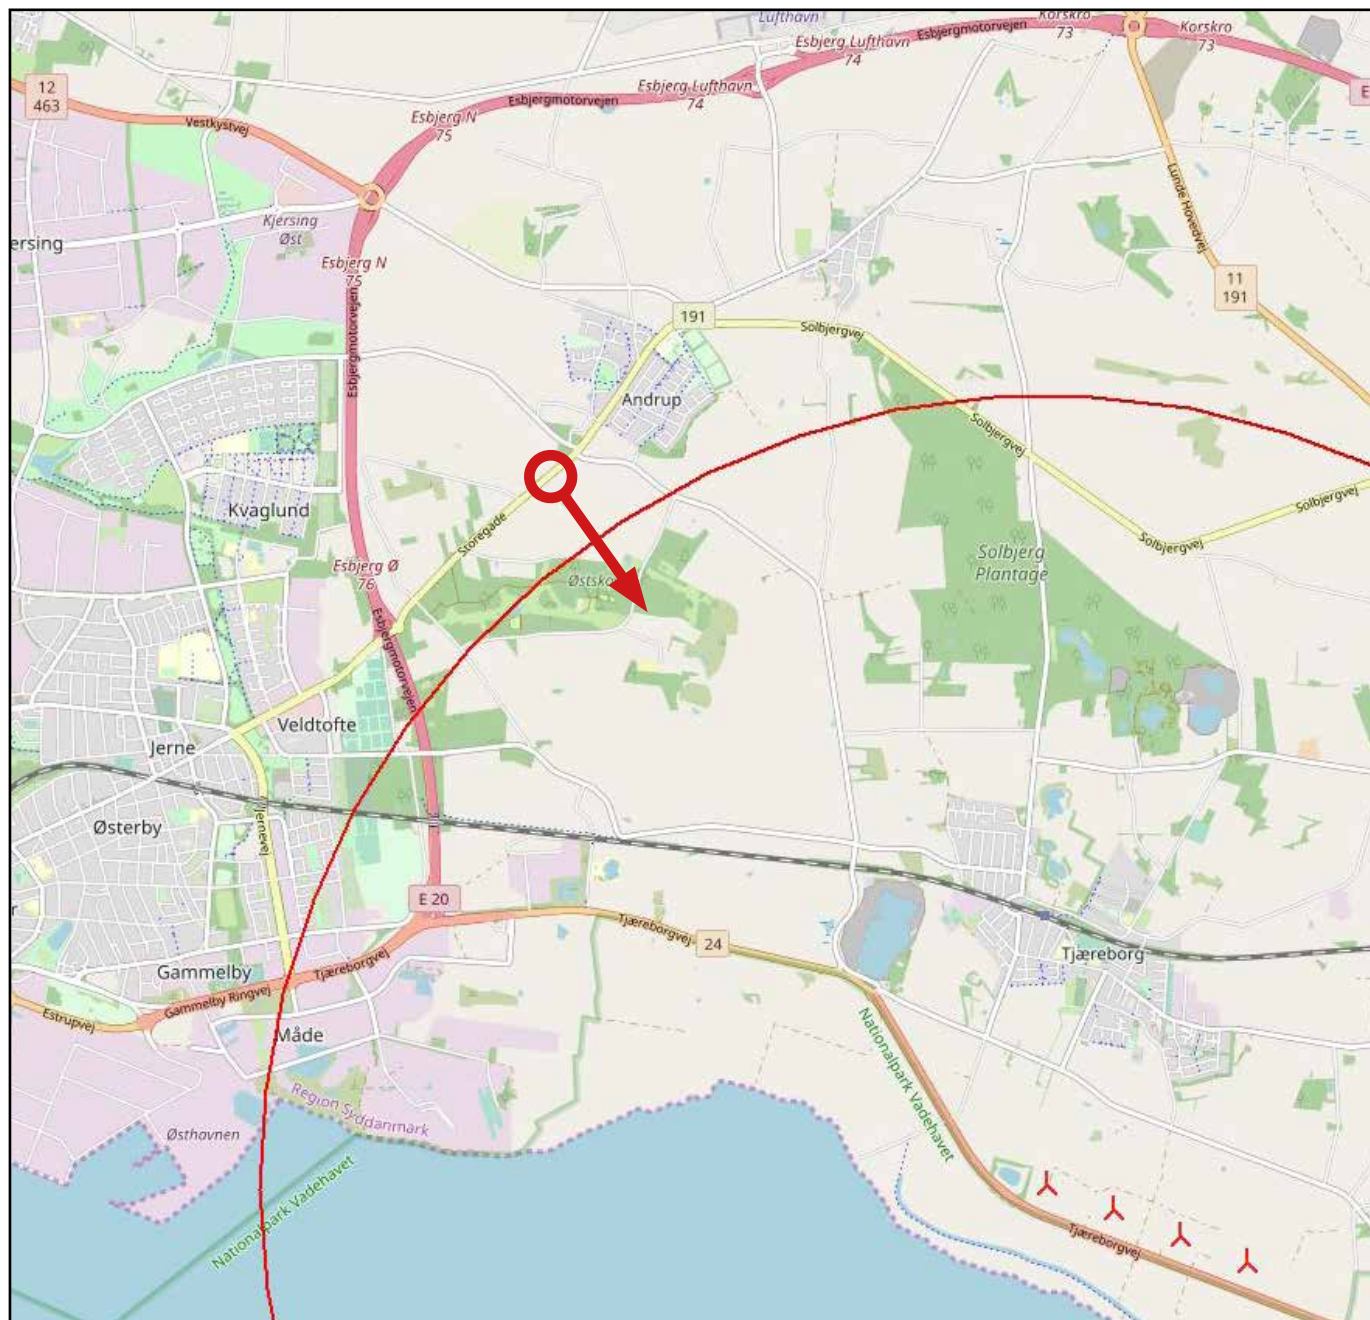 Lufthavn
Korskro
73
Korskro
73
Esbjergmotorvejen
Esbjerg Lufthavn
74
Esbjerg Lufthavn
74
E
12
463
Esbjergmotorvejen
Esbjerg N
75
Vestkystvej
Lunde Hovedvej
Kjersing
Øst
ersing
Esbjerg N
75
11
191
Esbjergmotorvejen
191
Solbjergvej
Andrup
Solbjergvej
Kvaglund
Storegade
Solbjergvej
Solbjergvej
Esbjerg Ø
76
Østsko
Solbjerg
Plantage
Esbjergmotorvejen
Veldtofte
Jerne
Jernevej
Østerby
E 20
r
Tjæreborgvej
24
Tjæreborg
Gammelby
Tjæreborgvej
Gammelby Ringvej
Estrupvej
Måde
Nationalpark Vadehavet
Region Syddanmark
Østhavnen
Nationalpark Vadehavet
Tjæreborgvej